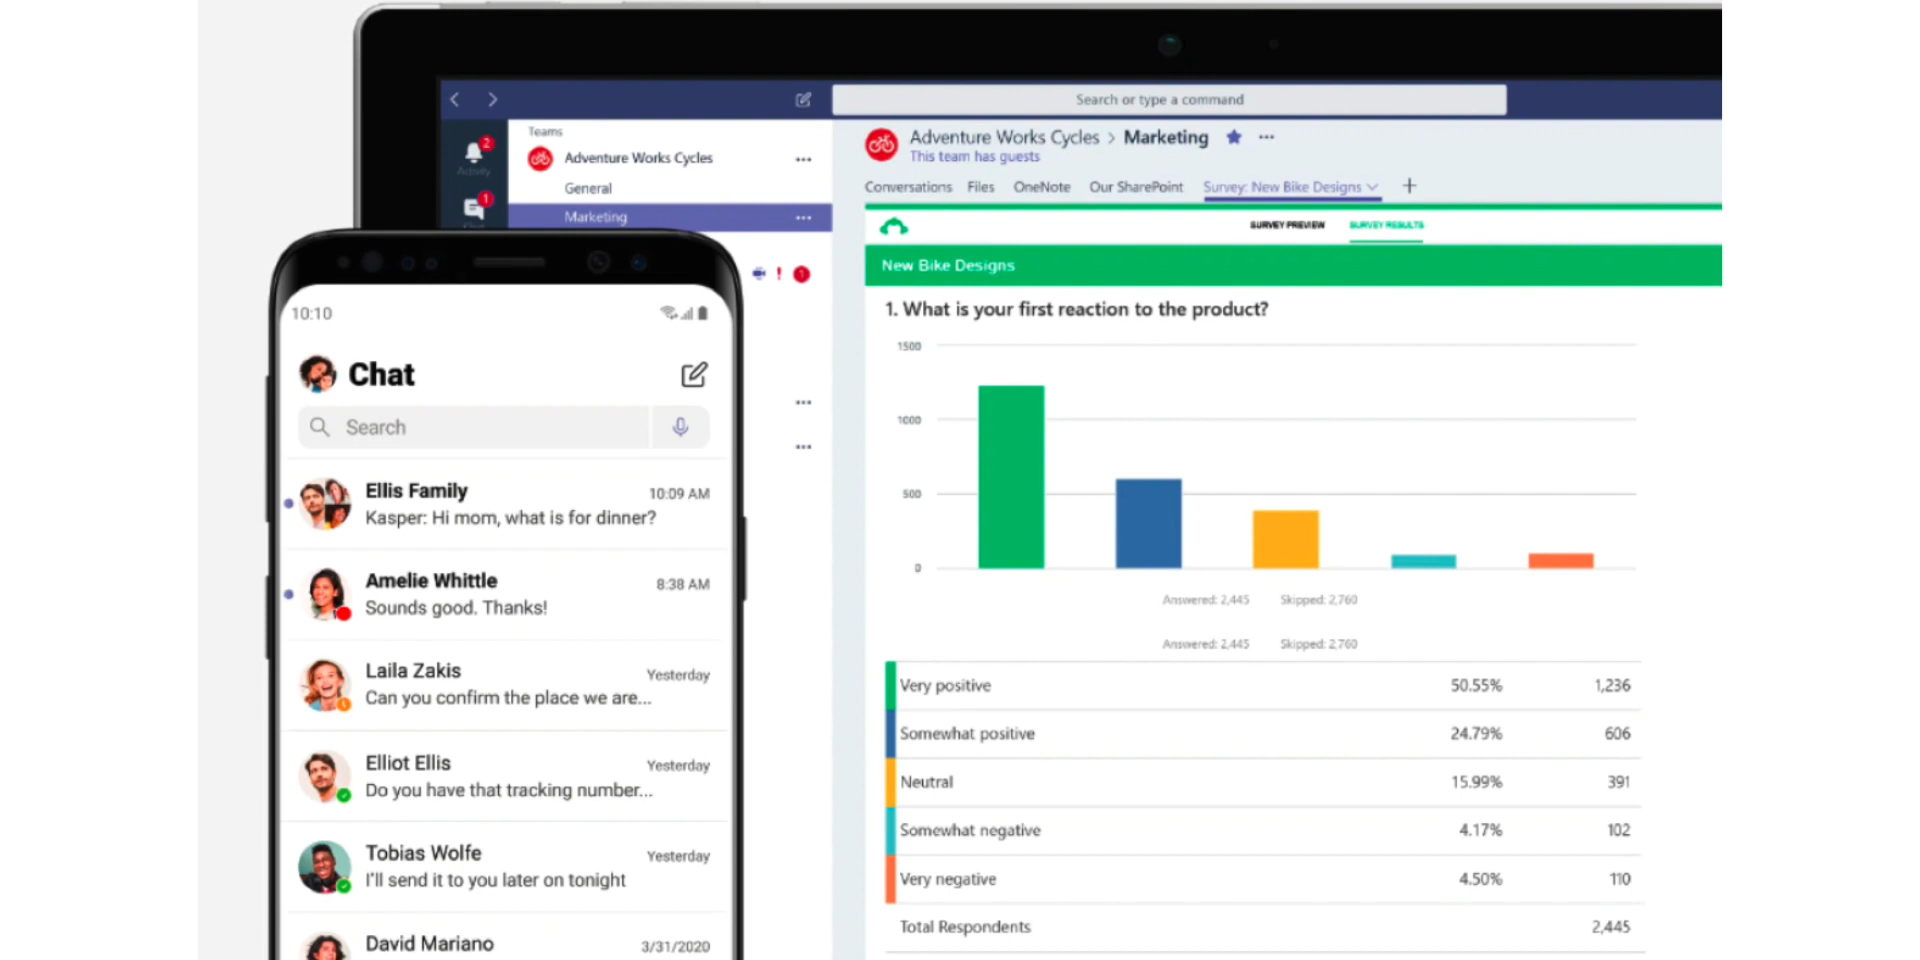 Search or type a command
2
Activity
1
Teams
Adventure Works Cycles
General
Marketing
Adventure Works Cycles > Marketing
This team has guests
Conversations Files OneNote Our SharePoint Survey: New Bike Designs
SURVEY PREVIEW SURVEY RESULTS
New Bike Designs
1. What is your first reaction to the product?
1500
1000
500
0
Answered: 2,445 Skipped: 2,760
Answered: 2,445 Skipped: 2,760
Very positive 50.55% 1,236
Somewhat positive 24.79% 606
Neutral 15.99% 391
Somewhat negative 4.17% 102
Very negative 4.50% 110
Total Respondents 2,445
! 1
10:10
Chat
Search
Ellis Family 10:09 AM
Kasper: Hi mom, what is for dinner?
Amelie Whittle 8:38 AM
Sounds good. Thanks!
Laila Zakis Yesterday
Can you confirm the place we are...
Elliot Ellis Yesterday
Do you have that tracking number...
Tobias Wolfe Yesterday
I'll send it to you later on tonight
David Mariano 3/31/2020